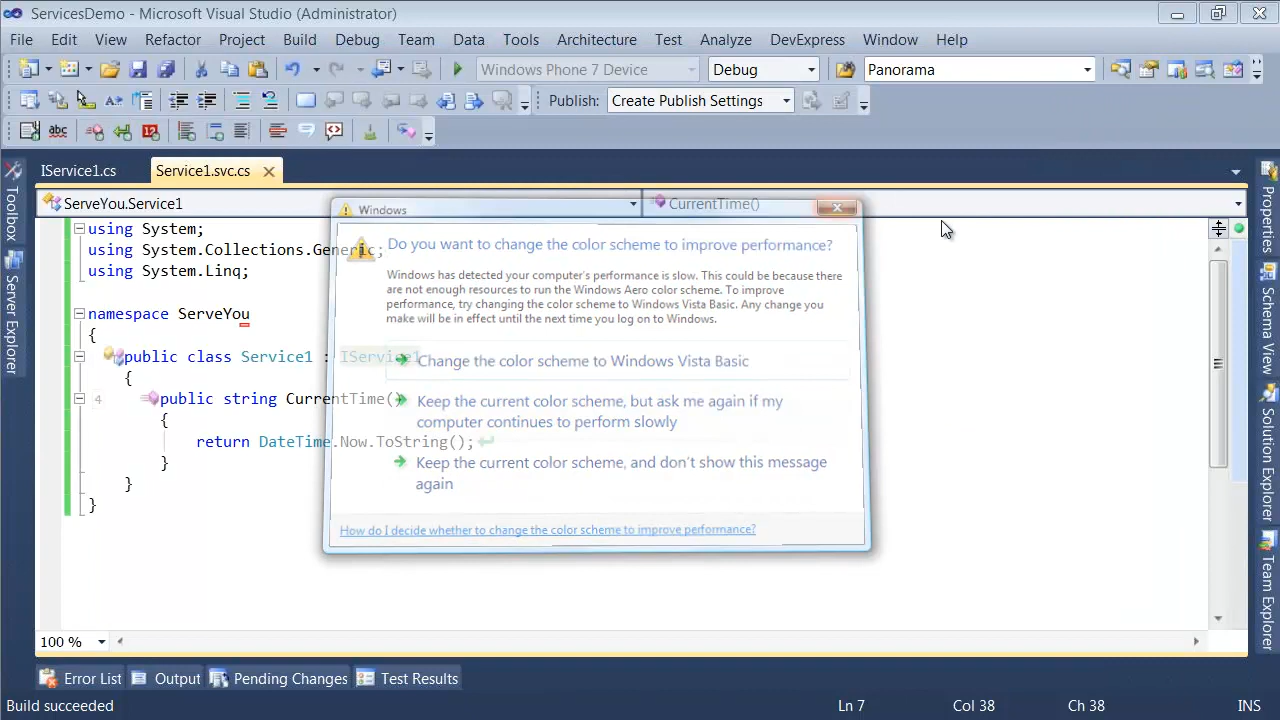 ServicesDemo - Microsoft Visual Studio (Administrator)
File Edit View Refactor Project Build Debug Team Data Tools Architecture Test Analyze DevExpress Window Help
Windows Phone 7 Device Debug Panorama
Publish: Create Publish Settings
abc 12
IService1.cs Service1.svc.cs
ServeYou.Service1 CurrentTime()
Windows
Do you want to change the color scheme to improve performance?
Windows has detected your computer's performance is slow. This could be because there
are not enough resources to run the Windows Aero color scheme. To improve
performance, try changing the color scheme to Windows Vista Basic. Any change you
make will be in effect until the next time you log on to Windows.
Change the color scheme to Windows Vista Basic
Keep the current color scheme, but ask me again if my
computer continues to perform slowly
Keep the current color scheme, and don't show this message
again
How do I decide whether to change the color scheme to improve performance?
using System;
using System.Collections.Generic;
using System.Linq;
namespace ServeYou
{
public class Service1 : IService1
{
4 public string CurrentTime()
{
return DateTime.Now.ToString();
}
}
}
Toolbox
Server Explorer
Properties
Schema View
Solution Explorer
Team Explorer
100 %
Error List Output Pending Changes Test Results
Build succeeded Ln 7 Col 38 Ch 38 INS